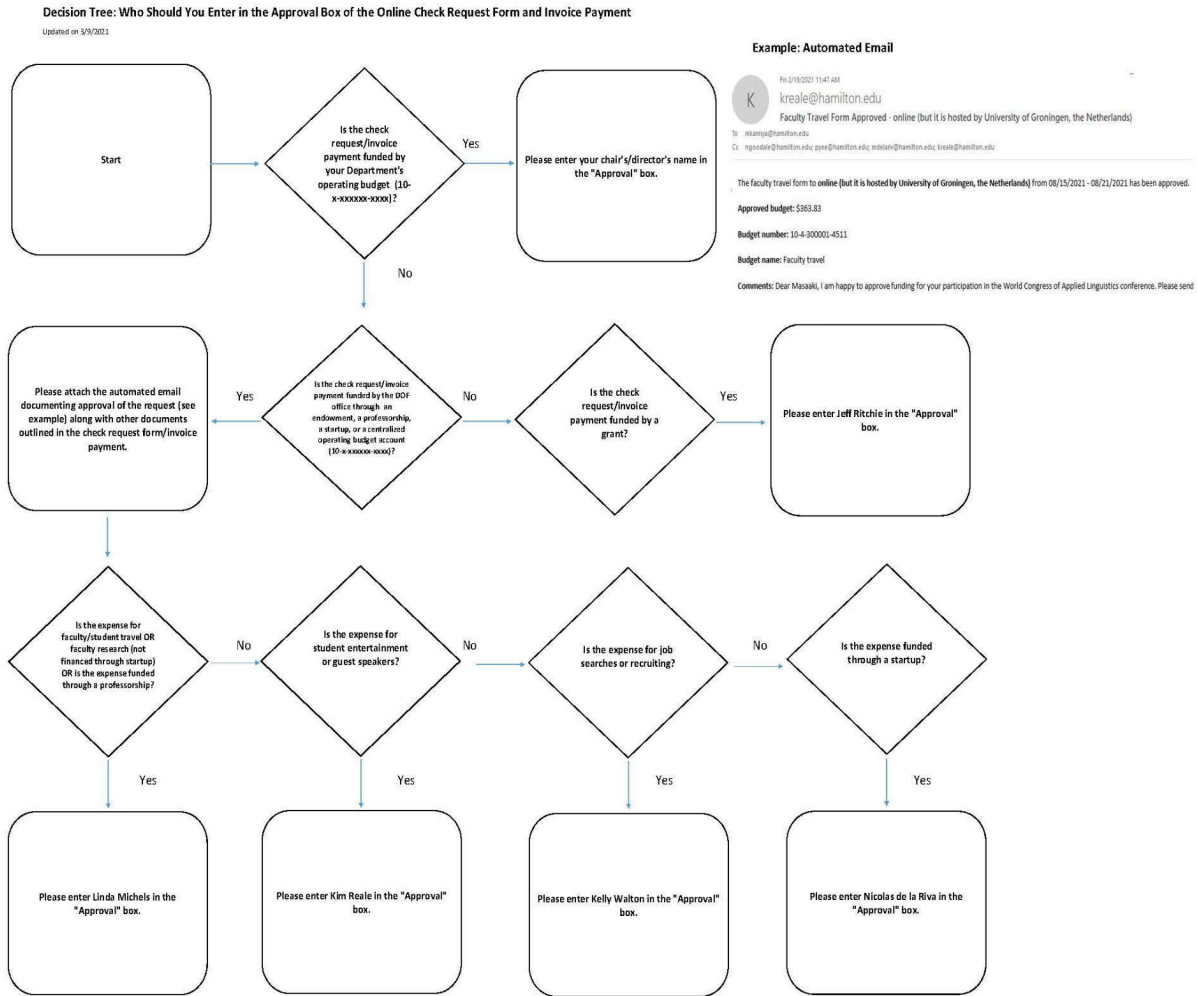 Decision Tree: Who Should You Enter in the Approval Box of the Online Check Request Form and Invoice Payment
Updated on 3/9/2021
Example: Automated Email
Fri 2/19/2021 11:47 AM
K
kreale@hamilton.edu
Faculty Travel Form Approved - online (but it is hosted by University of Groningen, the Netherlands)
To mkamiya@hamilton.edu
Cc ngoodale@hamilton.edu; pyee@hamilton.edu; mdelariv@hamilton.edu; kreale@hamilton.edu
The faculty travel form to online (but it is hosted by University of Groningen, the Netherlands) from 08/15/2021 - 08/21/2021 has been approved.
Approved budget: $363.83
Budget number: 10-4-300001-4511
Budget name: Faculty travel
Comments: Dear Masaaki, I am happy to approve funding for your participation in the World Congress of Applied Linguistics conference. Please send
Start
Is the check
request/invoice
payment funded by
your Department's
operating budget (10-
x-xxxxxx-xxxx)?
Yes
Please enter your chair's/director's name in
the "Approval" box.
No
Please attach the automated email
documenting approval of the request (see
example) along with other documents
outlined in the check request form/invoice
payment.
Yes
Is the check request/invoice
payment funded by the DOF
office through an
endowment, a professorship,
a startup, or a centralized
operating budget account
(10-x-xxxxxx-xxxx)?
No
Is the check
request/invoice
payment funded by a
grant?
Yes
Please enter Jeff Ritchie in the "Approval"
box.
Is the expense for
faculty/student travel OR
faculty research (not
financed through startup)
OR is the expense funded
through a professorship?
No
Is the expense for
student entertainment
or guest speakers?
No
Is the expense for job
searches or recruiting?
No
Is the expense funded
through a startup?
Yes
Yes
Yes
Yes
Please enter Linda Michels in the
"Approval" box.
Please enter Kim Reale in the "Approval"
box.
Please enter Kelly Walton in the "Approval"
box.
Please enter Nicolas de la Riva in the
"Approval" box.